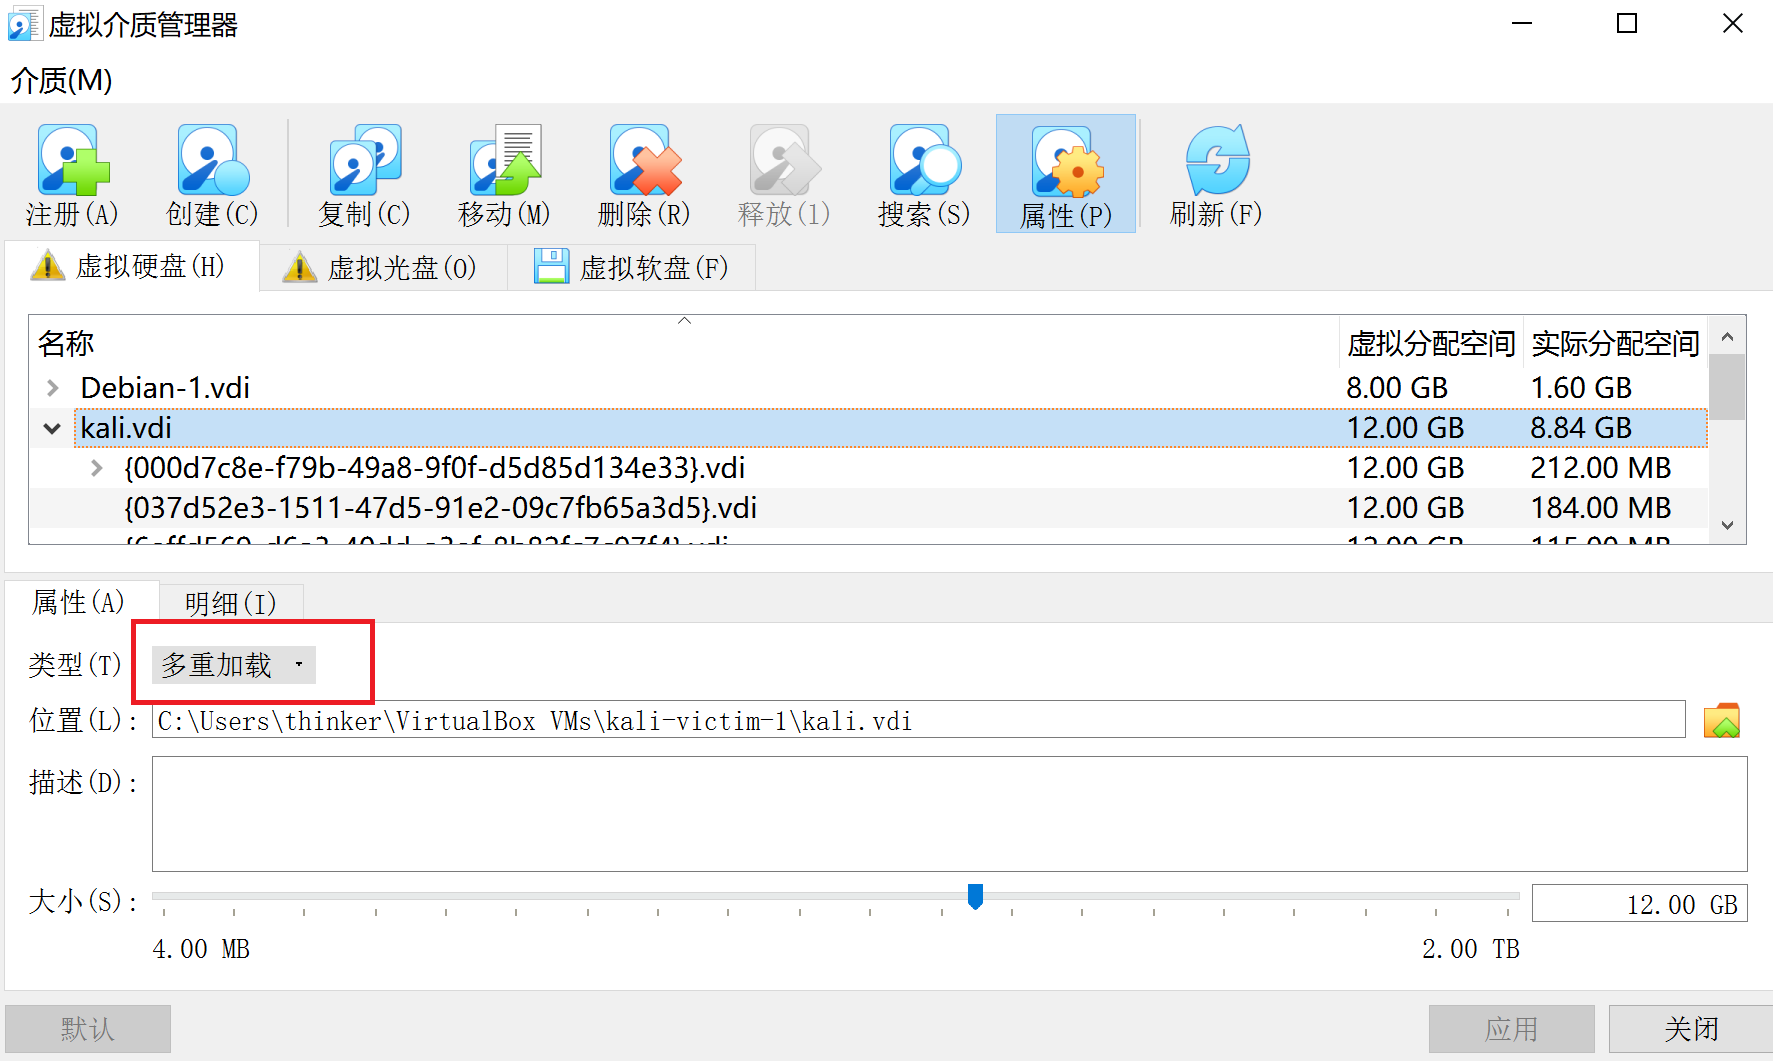 虚拟介质管理器
介质(M)
注册(A) 创建(C) 复制(C) 移动(M) 删除(R) 释放(l) 搜索(S) 属性(P) 刷新(F)
虚拟硬盘(H) 虚拟光盘(O) 虚拟软盘(F)
名称 虚拟分配空间 实际分配空间
Debian-1.vdi 8.00 GB 1.60 GB
kali.vdi 12.00 GB 8.84 GB
{000d7c8e-f79b-49a8-9f0f-d5d85d134e33}.vdi 12.00 GB 212.00 MB
{037d52e3-1511-47d5-91e2-09c7fb65a3d5}.vdi 12.00 GB 184.00 MB
12.00 GB 115.00 MB
属性(A) 明细(I)
类型(T) 多重加载
位置(L): C:\Users\thinker\VirtualBox VMs\kali-victim-1\kali.vdi
描述(D):
大小(S): 12.00 GB
4.00 MB 2.00 TB
默认 应用 关闭